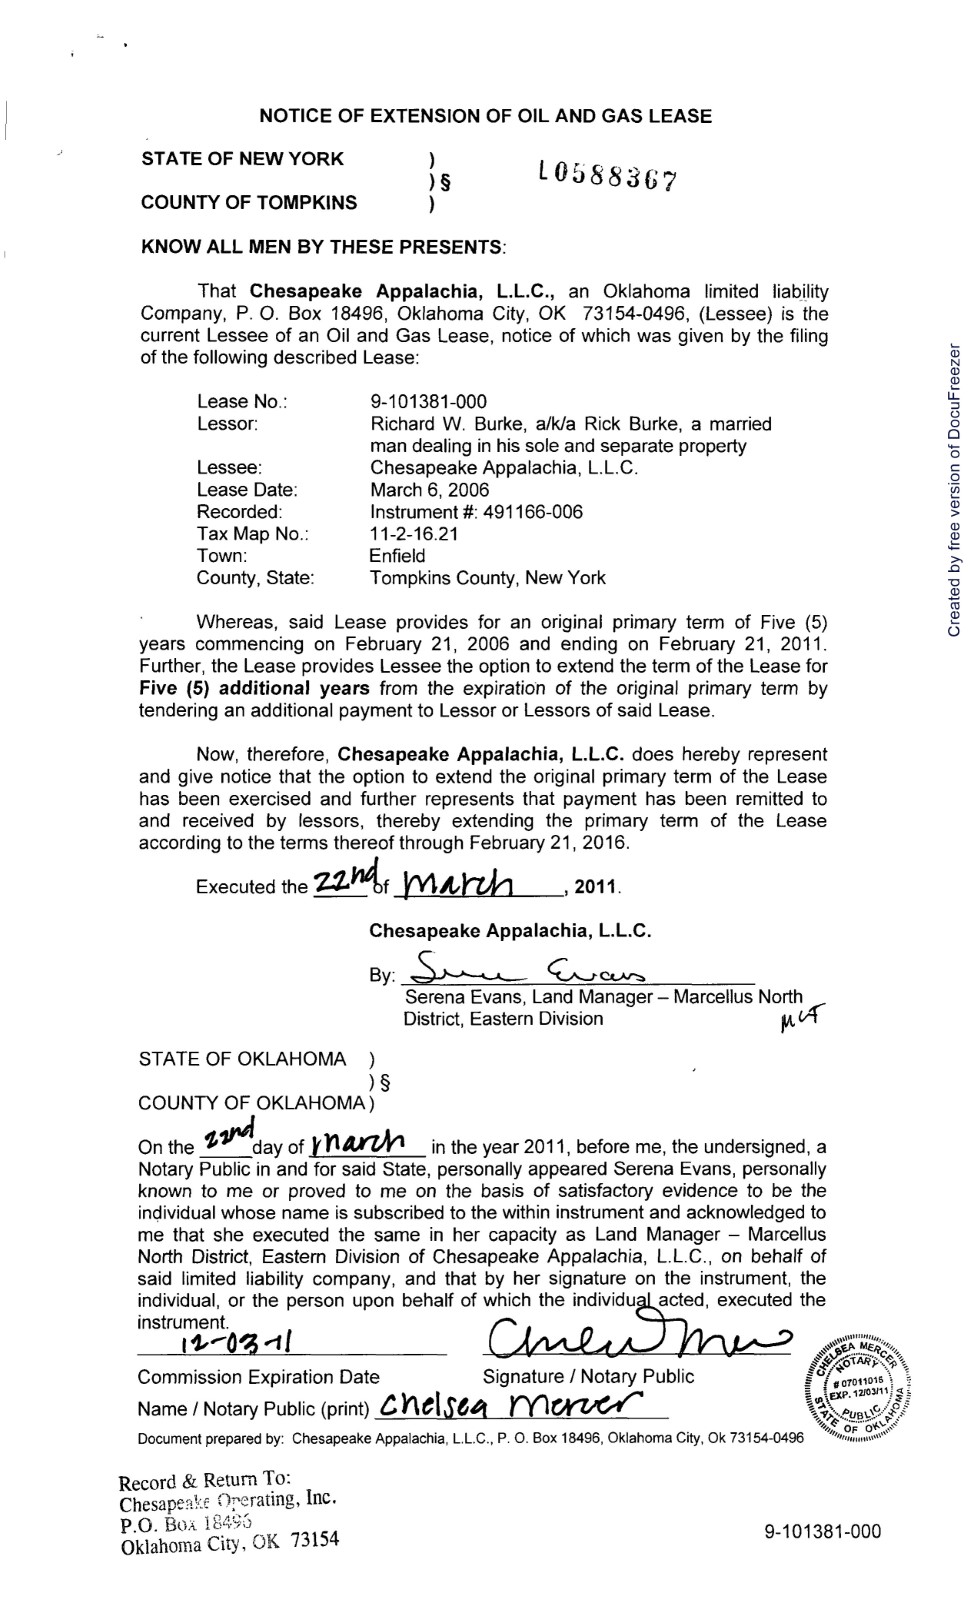 NOTICE OF EXTENSION OF OIL AND GAS LEASE
STATE OF NEW YORK )
) §
COUNTY OF TOMPKINS )
L0588367
KNOW ALL MEN BY THESE PRESENTS:
That Chesapeake Appalachia, L.L.C., an Oklahoma limited liability
Company, P. O. Box 18496, Oklahoma City, OK 73154-0496, (Lessee) is the
current Lessee of an Oil and Gas Lease, notice of which was given by the filing
of the following described Lease:
Lease No.: 9-101381-000
Lessor: Richard W. Burke, a/k/a Rick Burke, a married
man dealing in his sole and separate property
Lessee: Chesapeake Appalachia, L.L.C.
Lease Date: March 6, 2006
Recorded: Instrument #: 491166-006
Tax Map No.: 11-2-16.21
Town: Enfield
County, State: Tompkins County, New York
Whereas, said Lease provides for an original primary term of Five (5)
years commencing on February 21, 2006 and ending on February 21, 2011.
Further, the Lease provides Lessee the option to extend the term of the Lease for
Five (5) additional years from the expiration of the original primary term by
tendering an additional payment to Lessor or Lessors of said Lease.
Now, therefore, Chesapeake Appalachia, L.L.C. does hereby represent
and give notice that the option to extend the original primary term of the Lease
has been exercised and further represents that payment has been remitted to
and received by lessors, thereby extending the primary term of the Lease
according to the terms thereof through February 21, 2016.
Executed the 22nd of March, 2011.
Chesapeake Appalachia, L.L.C.
By: Serena Evans
Serena Evans, Land Manager – Marcellus North
District, Eastern Division
STATE OF OKLAHOMA )
) §
COUNTY OF OKLAHOMA )
On the 22nd day of March in the year 2011, before me, the undersigned, a
Notary Public in and for said State, personally appeared Serena Evans, personally
known to me or proved to me on the basis of satisfactory evidence to be the
individual whose name is subscribed to the within instrument and acknowledged to
me that she executed the same in her capacity as Land Manager – Marcellus
North District, Eastern Division of Chesapeake Appalachia, L.L.C., on behalf of
said limited liability company, and that by her signature on the instrument, the
individual, or the person upon behalf of which the individual acted, executed the
instrument.
12-03-11
Commission Expiration Date Signature / Notary Public
Name / Notary Public (print) Chelsea Mercer
CHELSEA MERCER
NOTARY
# 07011016
EXP. 12/03/11
PUBLIC
STATE OF OKLAHOMA
Document prepared by: Chesapeake Appalachia, L.L.C., P. O. Box 18496, Oklahoma City, Ok 73154-0496
Record & Return To:
Chesapeake Operating, Inc.
P.O. Box 18496
Oklahoma City, OK 73154
9-101381-000
Created by free version of DocuFreezer